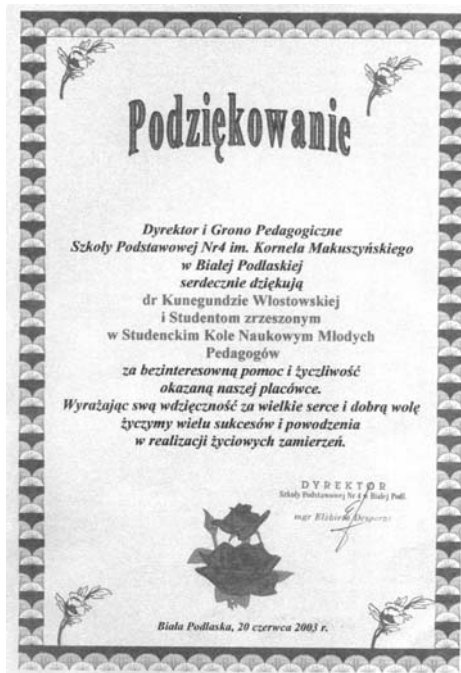 Podziękowanie
Dyrektor i Grono Pedagogiczne
Szkoły Podstawowej Nr4 im. Kornela Makuszyńskiego
w Białej Podlaskiej
serdecznie dziękują
dr Kunegundzie Włostowskiej
i Studentom zrzeszonym
w Studenckim Kole Naukowym Młodych
Pedagogów
za bezinteresowną pomoc i życzliwość
okazaną naszej placówce.
Wyrażając swą wdzięczność za wielkie serce i dobrą wolę
życzymy wielu sukcesów i powodzenia
w realizacji życiowych zamierzeń.
DYREKTOR
Szkoły Podstawowej Nr 4 w Białej Podl.
mgr Elżbieta
Biała Podlaska, 20 czerwca 2003 r.